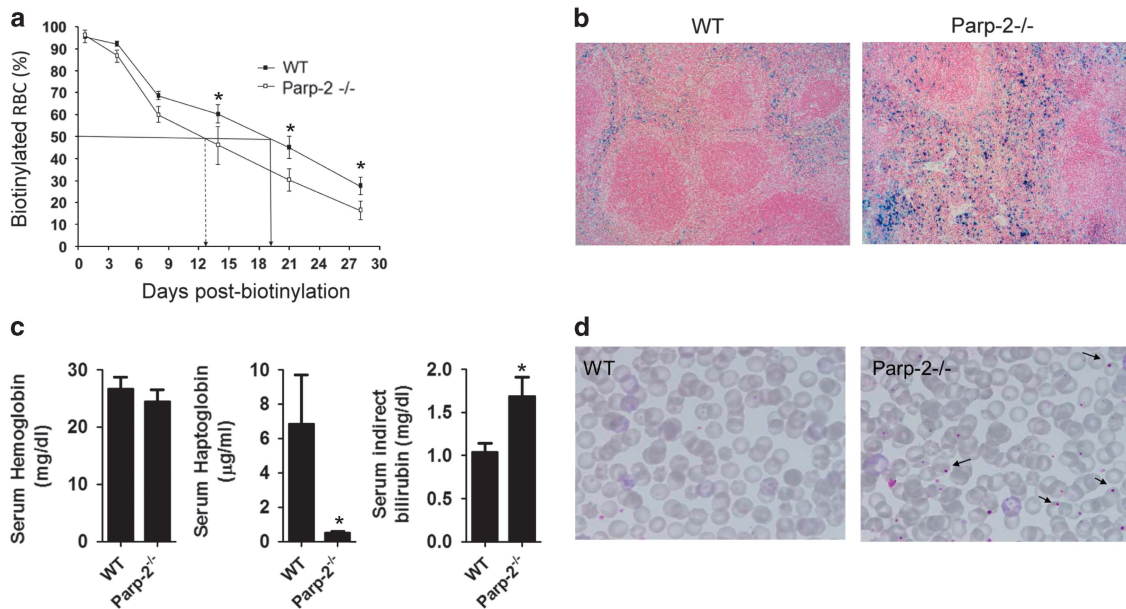 a
100
90
80
70
60
50
40
30
20
10
0
Biotinylated RBC (%)
WT
Parp-2 -/-
*
*
*
0 3 6 9 12 15 18 21 24 27 30
Days post-biotinylation
b
WT
Parp-2-/-
c
30
20
10
0
Serum Hemoglobin
(mg/dl)
WT
Parp-2-/-
10
8
6
4
2
0
Serum Haptoglobin
(μg/ml)
*
WT
Parp-2-/-
2.0
1.5
1.0
0.5
0.0
Serum indirect
bilirubin (mg/dl)
*
WT
Parp-2-/-
d
WT
Parp-2-/-